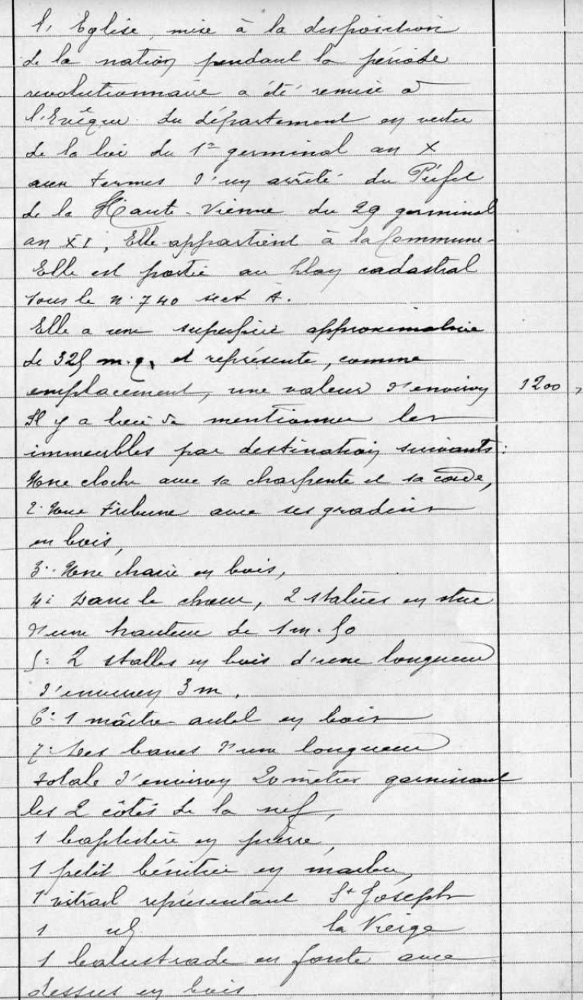 L'Eglise, mise à la disposition
de la nation pendant la période
revolutionnaire a été remise à
l'Evêque du département en vertu
de la loi du 1er germinal an X
aux termes d'un arrêté du Préfet
de la Haute-Vienne du 29 germinal
an XI, Elle appartient à la Commune.
Elle est portée au plan cadastral
sous le n° 740 sect A.
Elle a une superficie approximative
de 325 m.q. et représente, comme
emplacement, une valeur d'environ 1200
Il y a lieu de mentionner les
immeubles par destination suivants:
Une cloche avec sa charpente et sa corde,
2° Une tribune avec ses gradins
en bois,
3° Une chaire en bois,
4° Dans le chœur, 2 statues en stuc
d'une hauteur de 1m.50
5° 2 stalles en bois d'une longueur
d'environ 3m,
6° 1 maître autel en bois
7° Des bancs d'une longueur
totale d'environ 20 mètres garnissant
les 2 côtés de la nef,
1 baptistère en pierre,
1 petit bénitier en marbre,
1 vitrail représentant St Joseph
1 id la Vierge
1 balustrade en fonte avec
dessus en bois